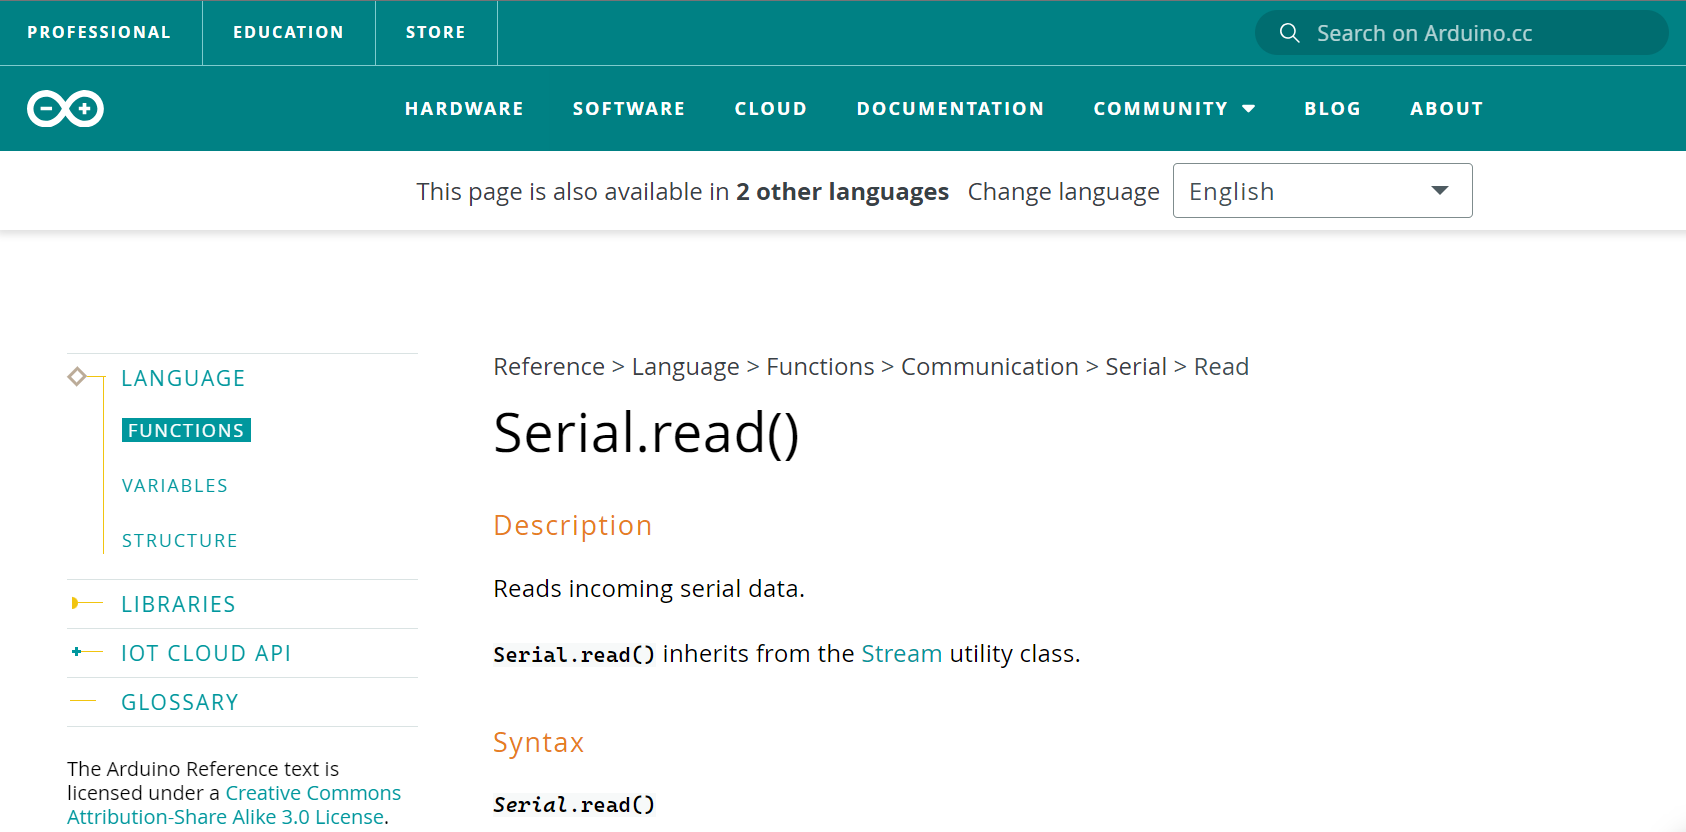 PROFESSIONAL EDUCATION STORE Search on Arduino.cc
HARDWARE SOFTWARE CLOUD DOCUMENTATION COMMUNITY BLOG ABOUT
This page is also available in 2 other languages Change language English
LANGUAGE
FUNCTIONS
VARIABLES
STRUCTURE
LIBRARIES
IOT CLOUD API
GLOSSARY
The Arduino Reference text is
licensed under a Creative Commons
Attribution-Share Alike 3.0 License.
Reference > Language > Functions > Communication > Serial > Read
Serial.read()
Description
Reads incoming serial data.
Serial.read() inherits from the Stream utility class.
Syntax
Serial.read()